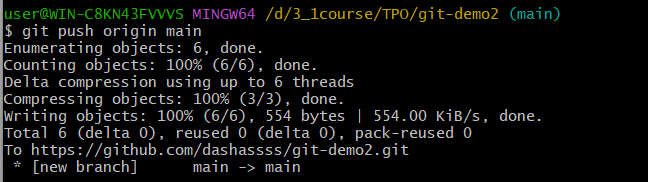 user@WIN-C8KN43FVVVS MINGW64 /d/3_1course/TPO/git-demo2 (main)
$ git push origin main
Enumerating objects: 6, done.
Counting objects: 100% (6/6), done.
Delta compression using up to 6 threads
Compressing objects: 100% (3/3), done.
Writing objects: 100% (6/6), 554 bytes | 554.00 KiB/s, done.
Total 6 (delta 0), reused 0 (delta 0), pack-reused 0
To https://github.com/dashassss/git-demo2.git
 * [new branch]      main -> main